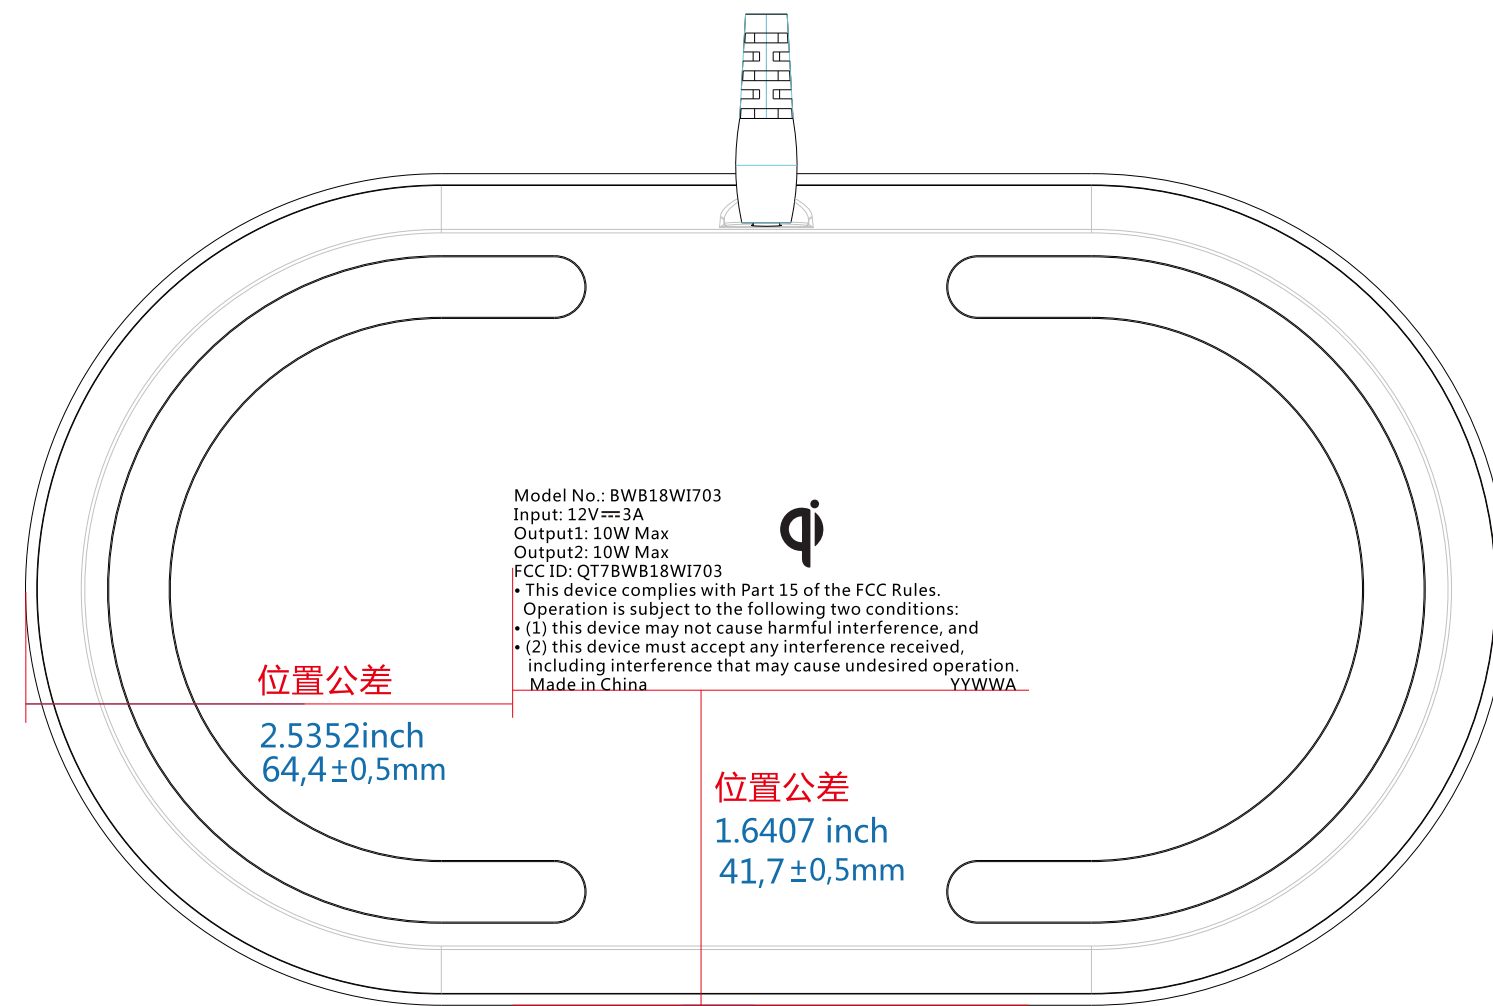 Model No.: BWB18WI703
Input: 12V⎓3A
Output1: 10W Max
Output2: 10W Max
FCC ID: QT7BWB18WI703
• This device complies with Part 15 of the FCC Rules.
Operation is subject to the following two conditions:
• (1) this device may not cause harmful interference, and
• (2) this device must accept any interference received,
including interference that may cause undesired operation.
Made in China YYWWA
qi
位置公差
2.5352inch
64,4±0,5mm
位置公差
1.6407 inch
41,7±0,5mm